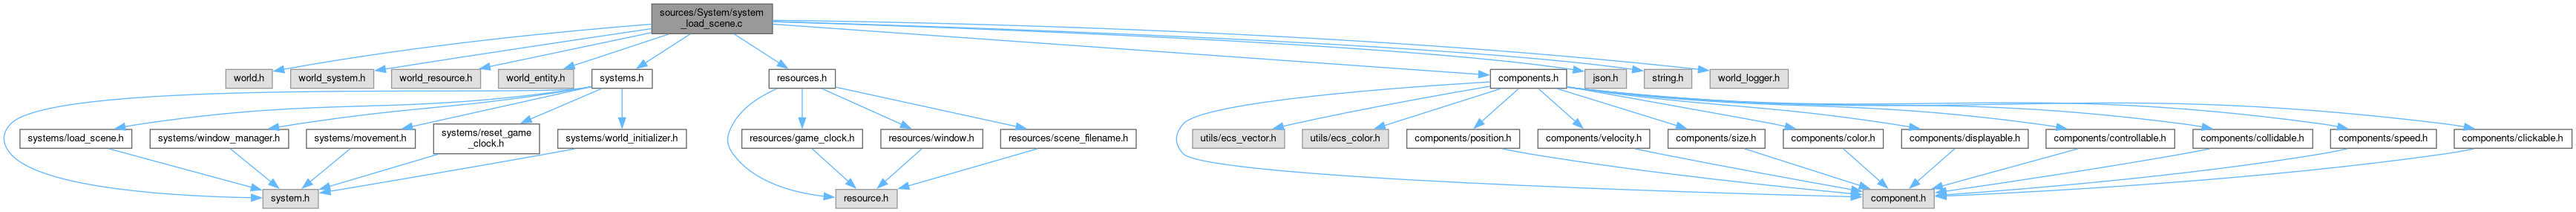 sources/System/system
_load_scene.c
world.h
world_system.h
world_resource.h
world_entity.h
systems.h
resources.h
components.h
json.h
string.h
world_logger.h
systems/load_scene.h
systems/window_manager.h
systems/movement.h
systems/reset_game
_clock.h
systems/world_initializer.h
resources/game_clock.h
resources/window.h
resources/scene_filename.h
utils/ecs_vector.h
utils/ecs_color.h
components/position.h
components/velocity.h
components/size.h
components/color.h
components/displayable.h
components/controllable.h
components/collidable.h
components/speed.h
components/clickable.h
system.h
resource.h
component.h